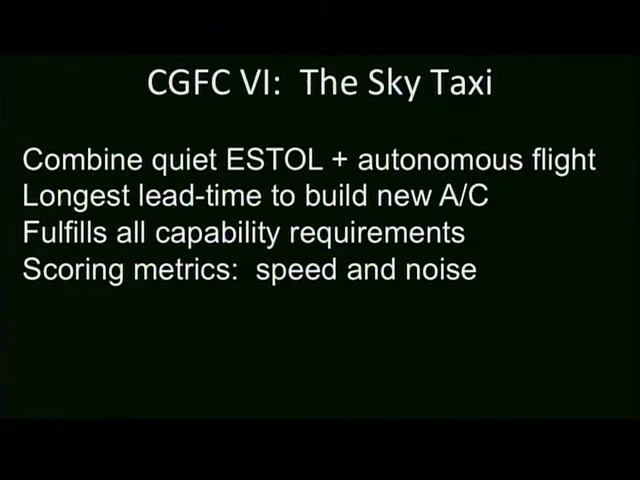 CGFC VI:  The Sky Taxi
Combine quiet ESTOL + autonomous flight
Longest lead-time to build new A/C
Fulfills all capability requirements
Scoring metrics:  speed and noise